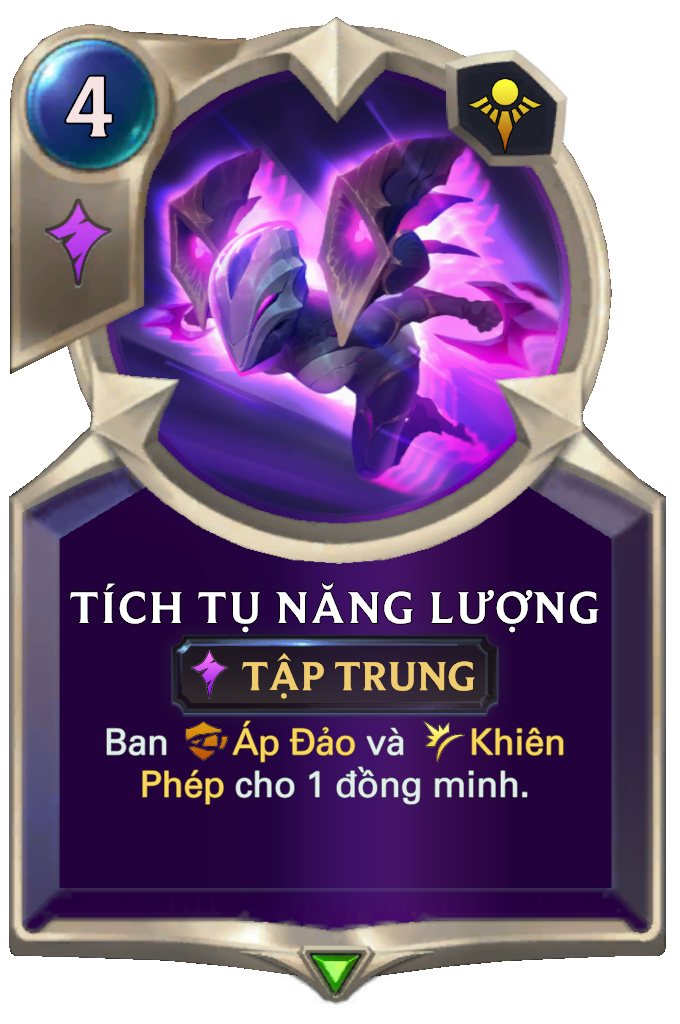 4
TÍCH TỤ NĂNG LƯỢNG
TẬP TRUNG
Ban Áp Đảo và Khiên
Phép cho 1 đồng minh.